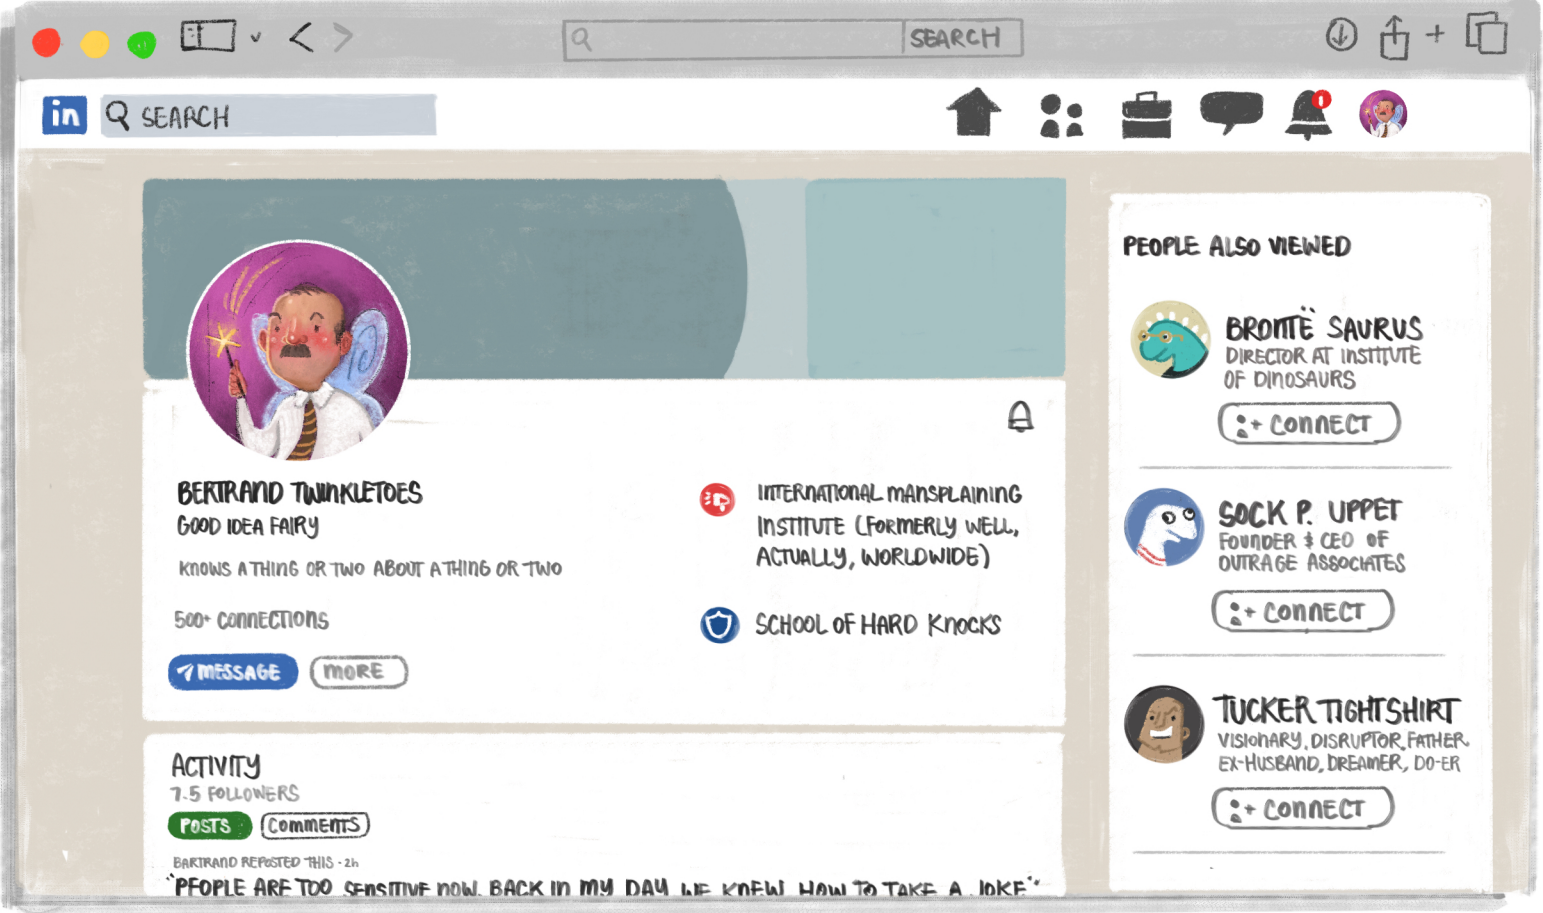 SEARCH
in
SEARCH
PEOPLE ALSO VIEWED
BRONTË SAURUS
DIRECTOR AT INSTITUTE
OF DINOSAURS
CONNECT
SOCK P. UPPET
FOUNDER & CEO OF
OUTRAGE ASSOCIATES
CONNECT
TUCKER TIGHTSHIRT
VISIONARY, DISRUPTOR, FATHER
EX-HUSBAND, DREAMER, DO-ER
CONNECT
BERTRAND TWINKLETOES
GOOD IDEA FAIRY
KNOWS A THING OR TWO ABOUT A THING OR TWO
500+ CONNECTIONS
MESSAGE
MORE
INTERNATIONAL MANSPLAINING
INSTITUTE (FORMERLY WELL,
ACTUALLY, WORLDWIDE)
SCHOOL OF HARD KNOCKS
ACTIVITY
7.5 FOLLOWERS
POSTS
COMMENTS
BARTRAND REPOSTED THIS - 2h
"PEOPLE ARE TOO SENSITIVE NOW. BACK IN MY DAY WE KNEW HOW TO TAKE A JOKE"